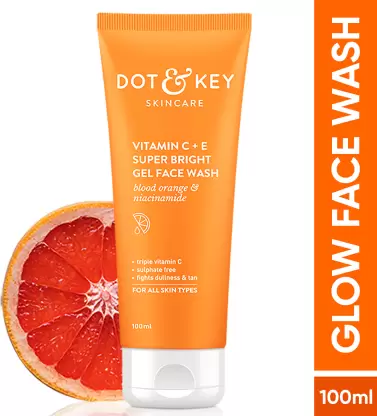 DOT & KEY
SKINCARE
VITAMIN C + E
SUPER BRIGHT
GEL FACE WASH
blood orange &
niacinamide
• triple vitamin C
• sulphate free
• fights dullness & tan
FOR ALL SKIN TYPES
100ml
GLOW FACE WASH
100ml